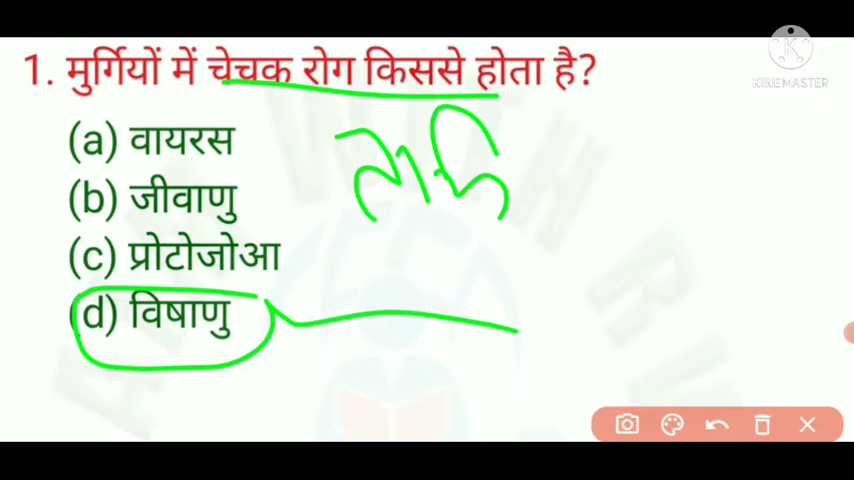 KINEMASTER
1. मुर्गियों में चेचक रोग किससे होता है?
(a) वायरस
(b) जीवाणु
(c) प्रोटोजोआ
(d) विषाणु